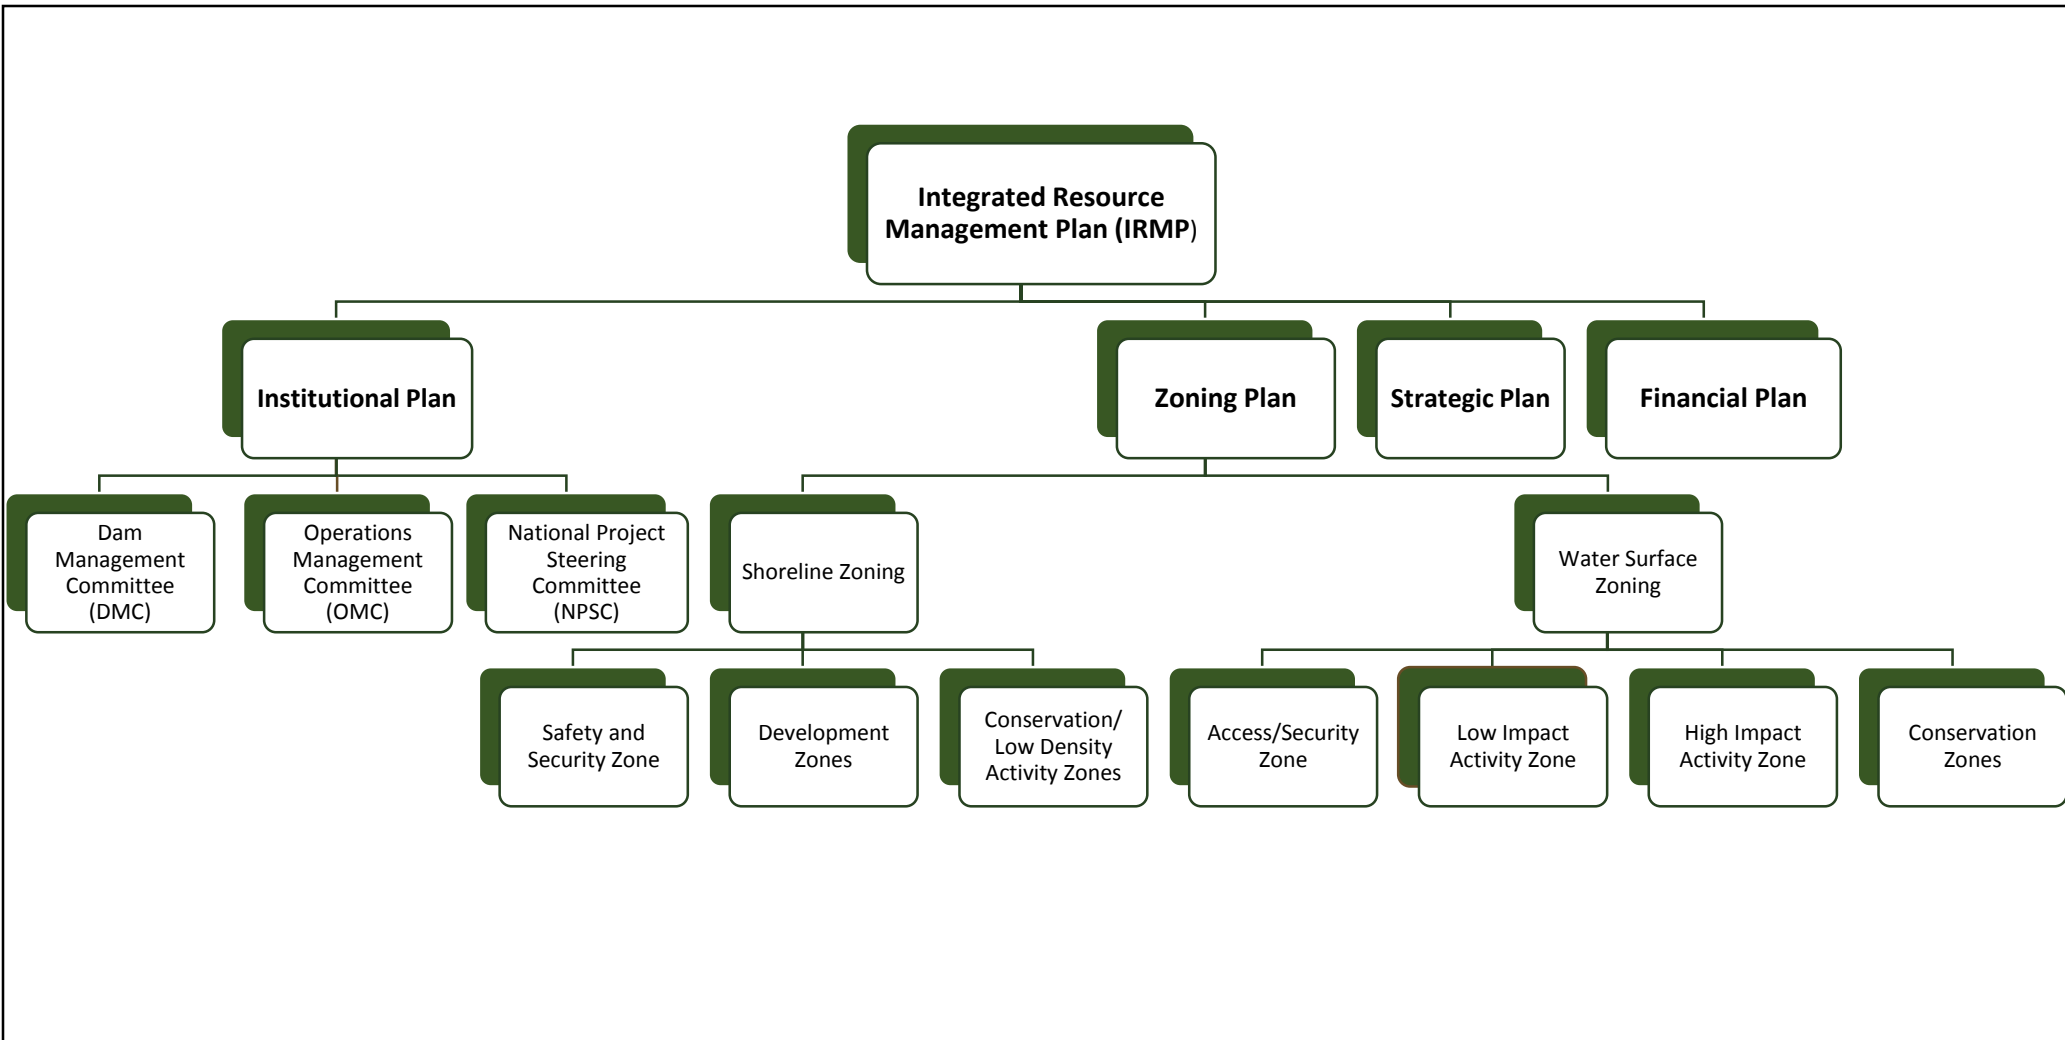 Integrated Resource
Management Plan (IRMP)
Institutional Plan
Zoning Plan
Strategic Plan
Financial Plan
Dam
Management
Committee
(DMC)
Operations
Management
Committee
(OMC)
National Project
Steering
Committee
(NPSC)
Shoreline Zoning
Water Surface
Zoning
Safety and
Security Zone
Development
Zones
Conservation/
Low Density
Activity Zones
Access/Security
Zone
Low Impact
Activity Zone
High Impact
Activity Zone
Conservation
Zones